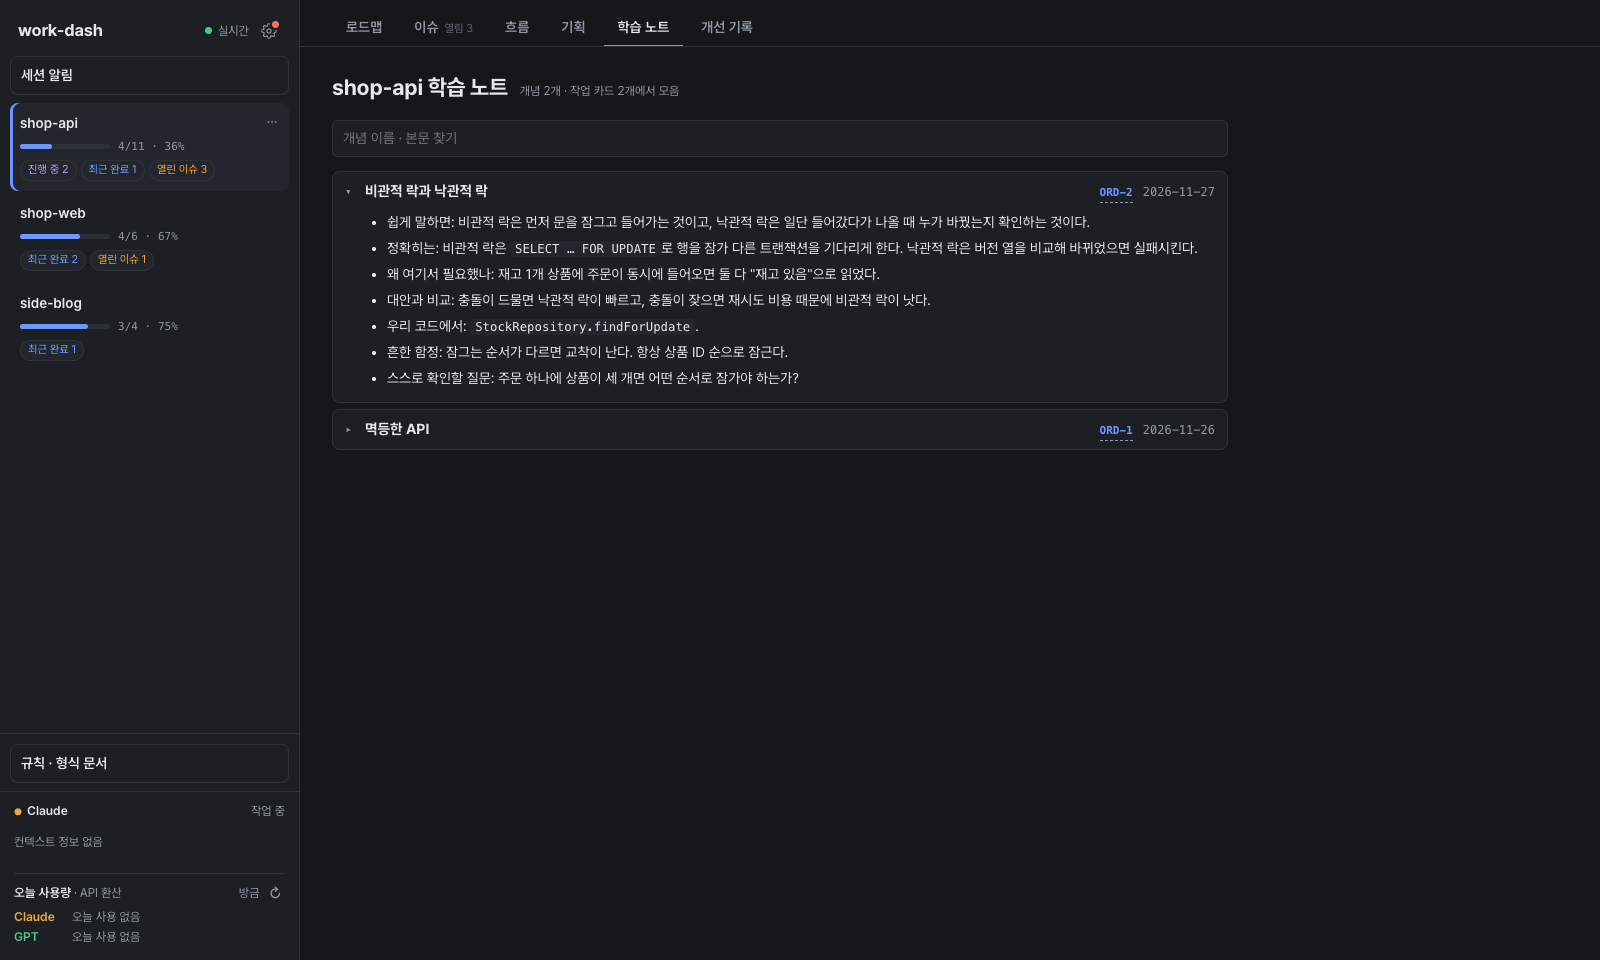 work-dash
실시간
세션 알림
shop-api
···
4/11 · 36%
진행 중 2
최근 완료 1
열린 이슈 3
shop-web
4/6 · 67%
최근 완료 2
열린 이슈 1
side-blog
3/4 · 75%
최근 완료 1
규칙 · 형식 문서
Claude
작업 중
컨텍스트 정보 없음
오늘 사용량 · API 환산
방금
Claude 오늘 사용 없음
GPT 오늘 사용 없음
로드맵
이슈 열림 3
흐름
기획
학습 노트
개선 기록
shop-api 학습 노트 개념 2개 · 작업 카드 2개에서 모음
개념 이름 · 본문 찾기
비관적 락과 낙관적 락 ORD-2 2026-11-27
• 쉽게 말하면: 비관적 락은 먼저 문을 잠그고 들어가는 것이고, 낙관적 락은 일단 들어갔다가 나올 때 누가 바꿨는지 확인하는 것이다.
• 정확히는: 비관적 락은 SELECT … FOR UPDATE 로 행을 잠가 다른 트랜잭션을 기다리게 한다. 낙관적 락은 버전 열을 비교해 바뀌었으면 실패시킨다.
• 왜 여기서 필요했나: 재고 1개 상품에 주문이 동시에 들어오면 둘 다 "재고 있음"으로 읽었다.
• 대안과 비교: 충돌이 드물면 낙관적 락이 빠르고, 충돌이 잦으면 재시도 비용 때문에 비관적 락이 낫다.
• 우리 코드에서: StockRepository.findForUpdate.
• 흔한 함정: 잠그는 순서가 다르면 교착이 난다. 항상 상품 ID 순으로 잠근다.
• 스스로 확인할 질문: 주문 하나에 상품이 세 개면 어떤 순서로 잠가야 하는가?
멱등한 API ORD-1 2026-11-26